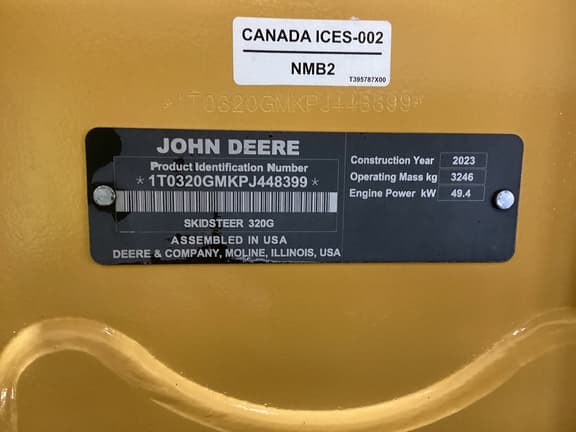 CANADA ICES-002
NMB2
T395787X00
*1T0320GMKPJ448399*
JOHN DEERE
Product Identification Number
*1T0320GMKPJ448399*
SKIDSTEER 320G
ASSEMBLED IN USA
DEERE & COMPANY, MOLINE, ILLINOIS, USA
Construction Year 2023
Operating Mass kg 3246
Engine Power kW 49.4